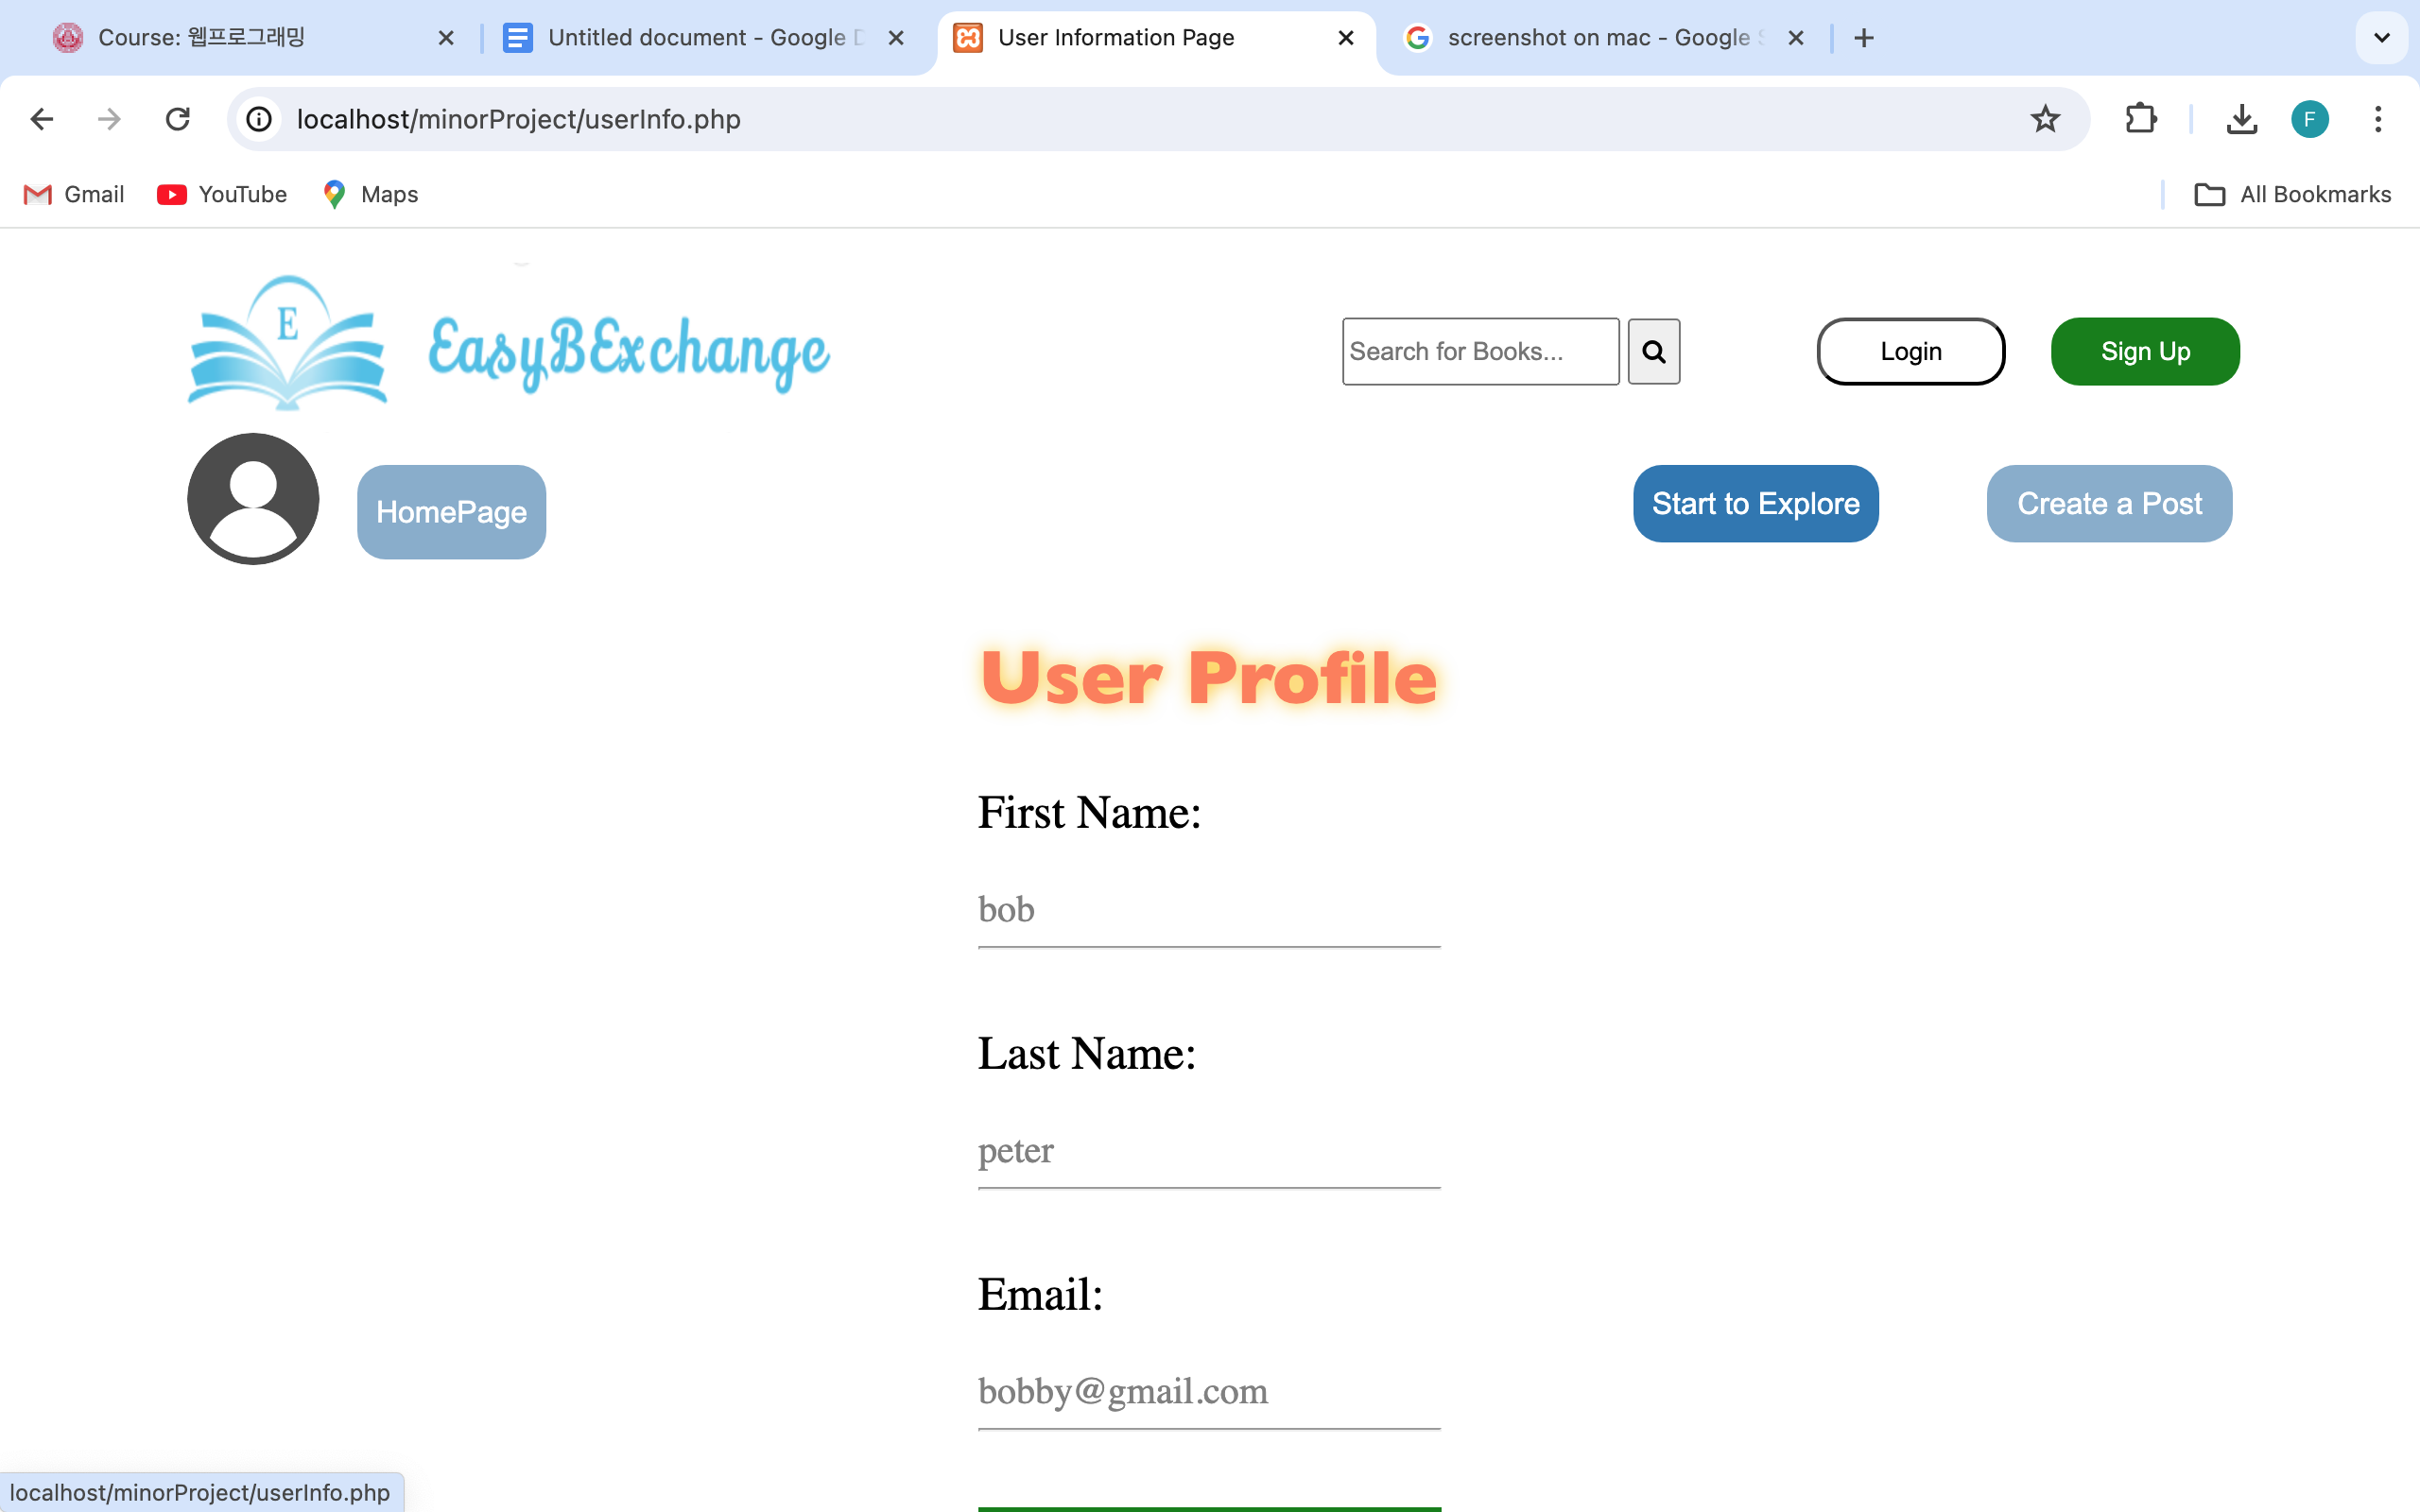 Course: 웹프로그래밍
Untitled document - Google D
User Information Page
screenshot on mac - Google S
localhost/minorProject/userInfo.php
F
Gmail
YouTube
Maps
All Bookmarks
E
EasyBExchange
Search for Books...
Login
Sign Up
HomePage
Start to Explore
Create a Post
User Profile
First Name:
bob
Last Name:
peter
Email:
bobby@gmail.com
localhost/minorProject/userInfo.php